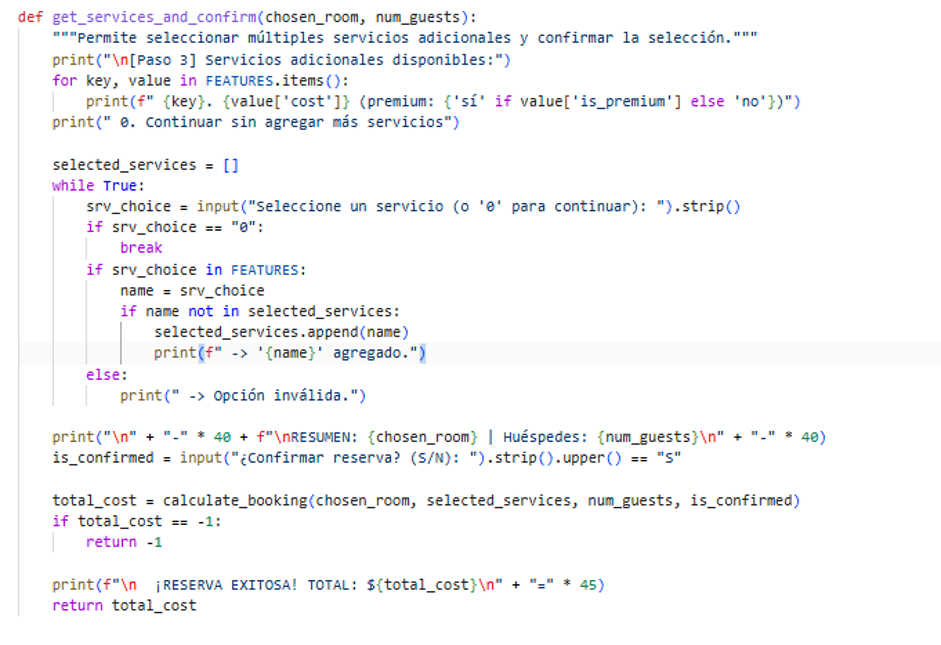 def get_services_and_confirm(chosen_room, num_guests):
    """Permite seleccionar múltiples servicios adicionales y confirmar la selección."""
    print("\n[Paso 3] Servicios adicionales disponibles:")
    for key, value in FEATURES.items():
        print(f" {key}. {value['cost']} (premium: {'sí' if value['is_premium'] else 'no'})")
    print(" 0. Continuar sin agregar más servicios")

    selected_services = []
    while True:
        srv_choice = input("Seleccione un servicio (o '0' para continuar): ").strip()
        if srv_choice == "0":
            break
        if srv_choice in FEATURES:
            name = srv_choice
            if name not in selected_services:
                selected_services.append(name)
                print(f" -> '{name}' agregado.")
        else:
            print(" -> Opción inválida.")

    print("\n" + "-" * 40 + f"\nRESUMEN: {chosen_room} | Huéspedes: {num_guests}\n" + "-" * 40)
    is_confirmed = input("¿Confirmar reserva? (S/N): ").strip().upper() == "S"

    total_cost = calculate_booking(chosen_room, selected_services, num_guests, is_confirmed)
    if total_cost == -1:
        return -1

    print(f"\n  ¡RESERVA EXITOSA! TOTAL: ${total_cost}\n" + "=" * 45)
    return total_cost